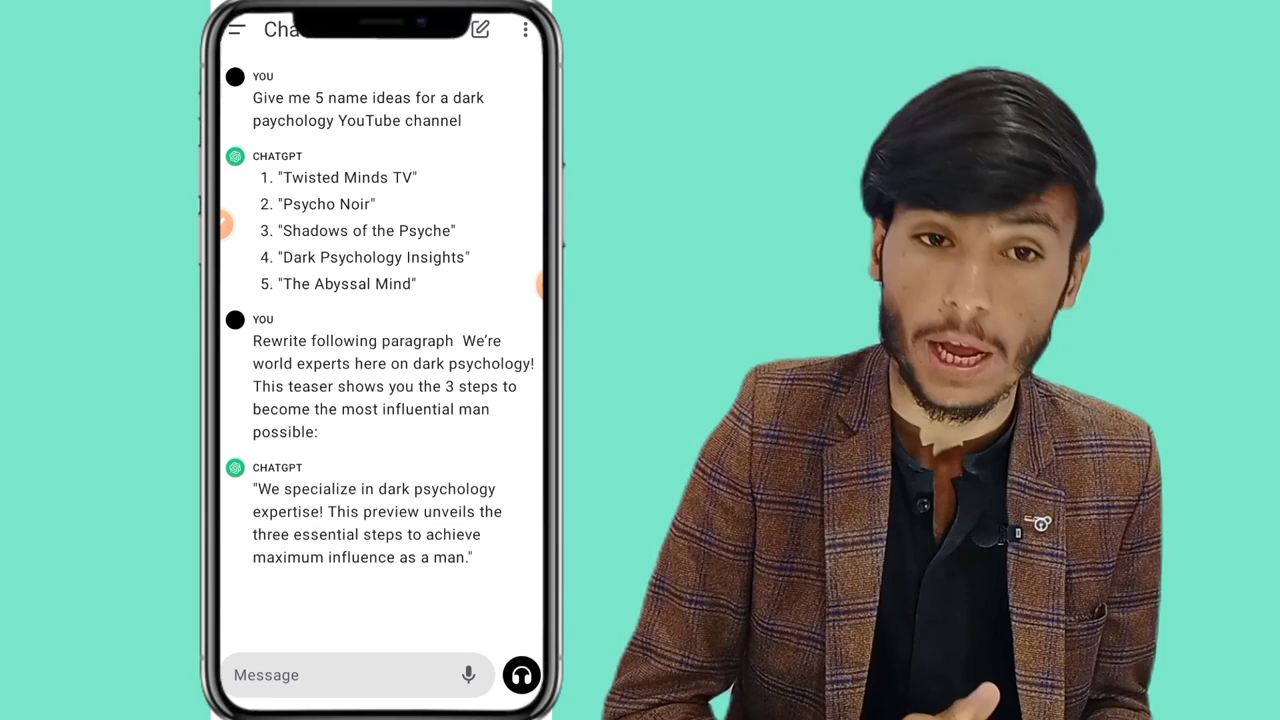 Cha
YOU
Give me 5 name ideas for a dark
paychology YouTube channel
CHATGPT
1. "Twisted Minds TV"
2. "Psycho Noir"
3. "Shadows of the Psyche"
4. "Dark Psychology Insights"
5. "The Abyssal Mind"
YOU
Rewrite following paragraph  We’re
world experts here on dark psychology!
This teaser shows you the 3 steps to
become the most influential man
possible:
CHATGPT
"We specialize in dark psychology
expertise! This preview unveils the
three essential steps to achieve
maximum influence as a man."
Message